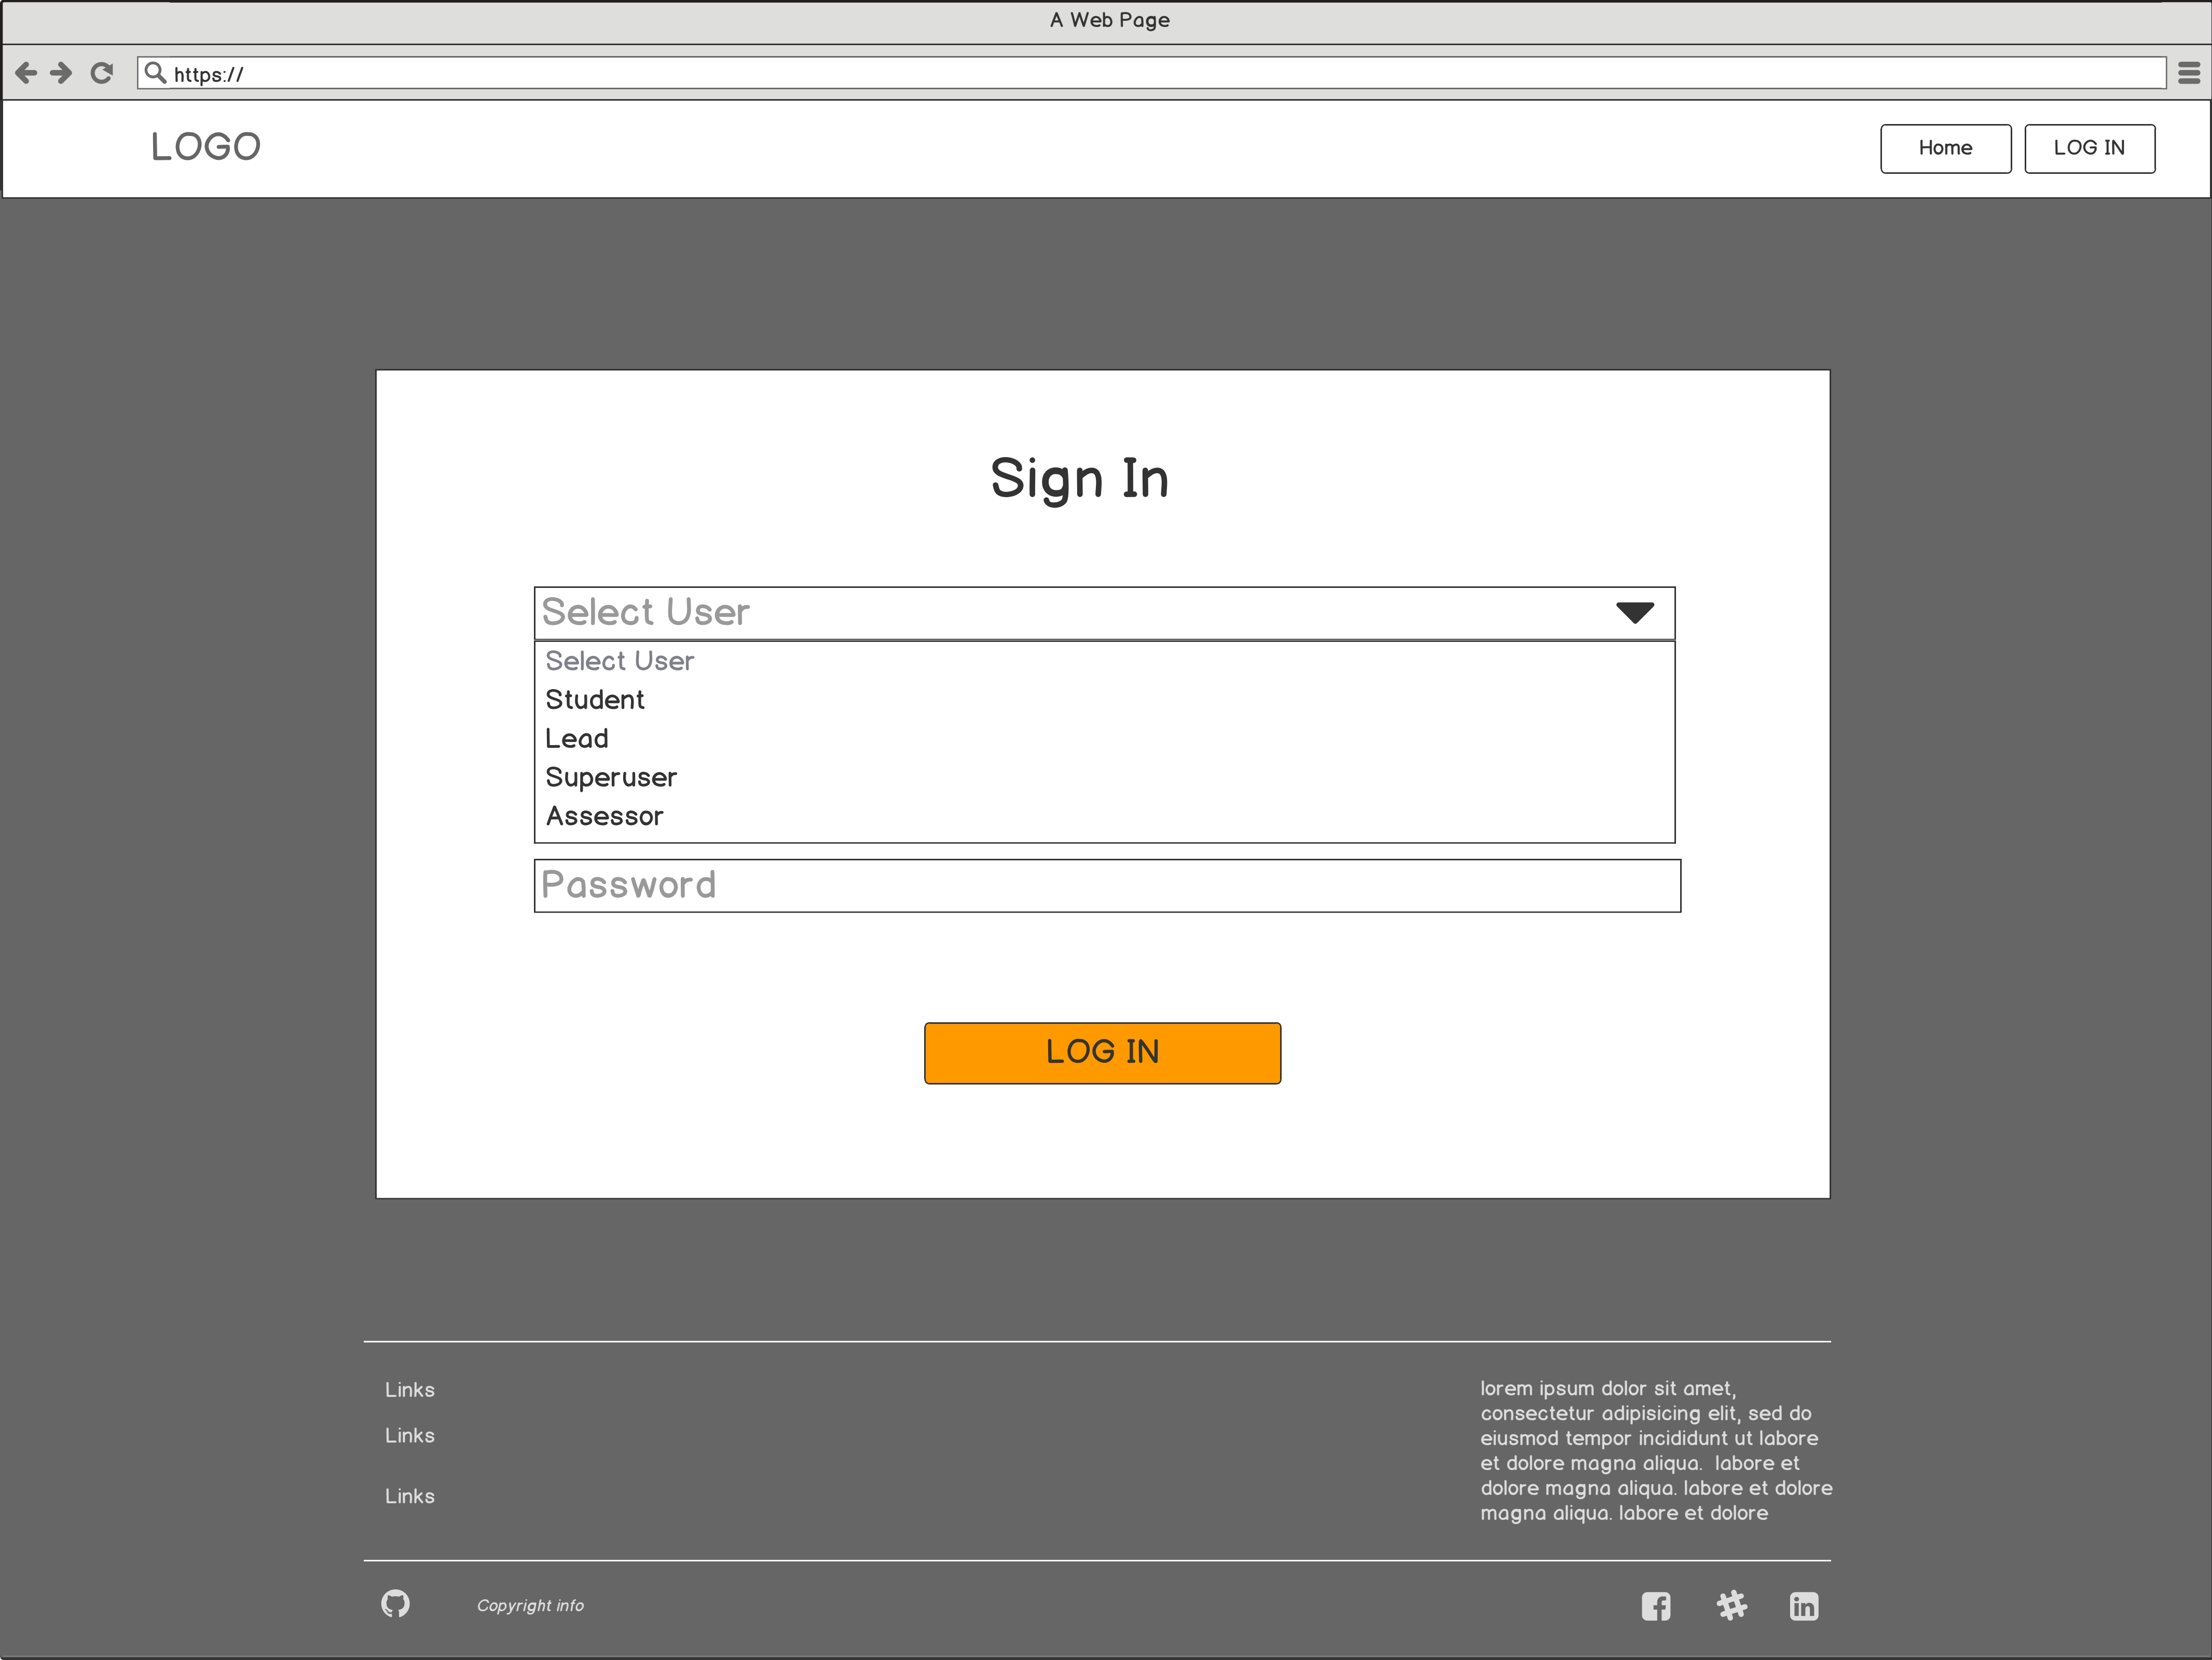 A Web Page
https://
LOGO
Home
LOG IN
Sign In
Select User
Select User
Student
Lead
Superuser
Assessor
Password
LOG IN
Links
Links
Links
lorem ipsum dolor sit amet,
consectetur adipisicing elit, sed do
eiusmod tempor incididunt ut labore
et dolore magna aliqua.  labore et
dolore magna aliqua. labore et dolore
magna aliqua. labore et dolore
Copyright info